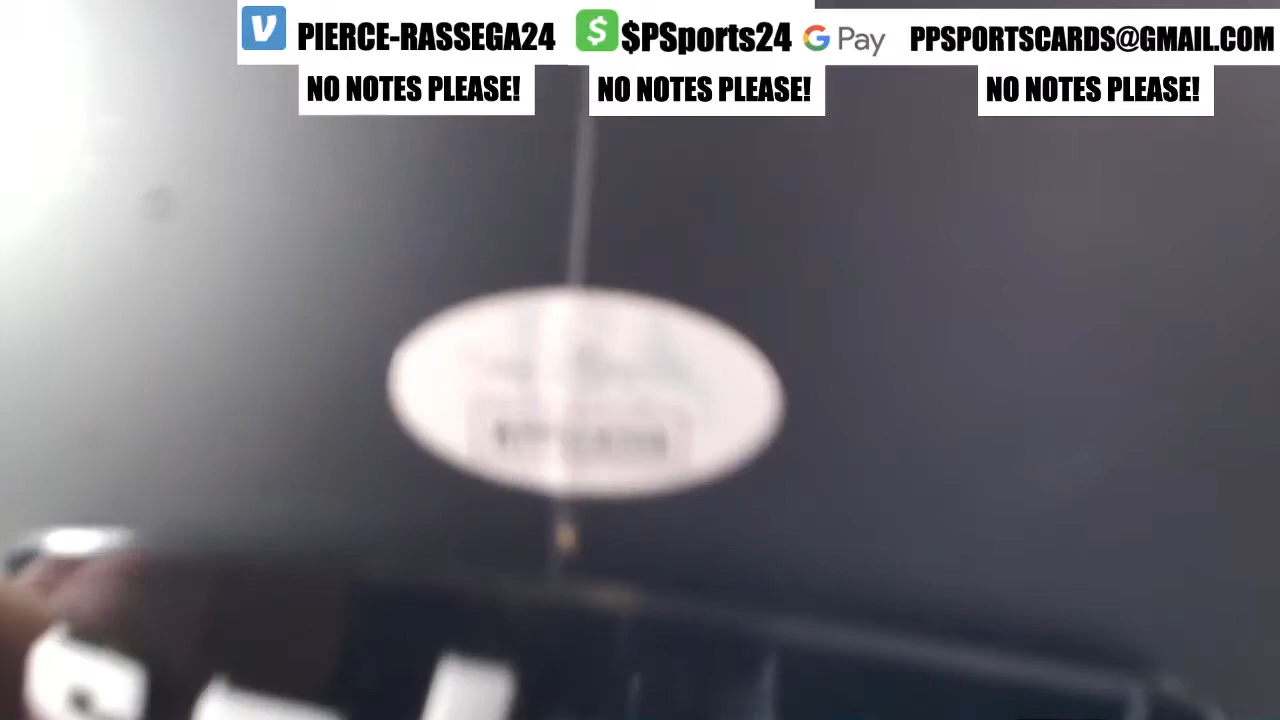 PIERCE-RASSEGA24 $PSports24 G Pay PPSPORTSCARDS@GMAIL.COM
NO NOTES PLEASE! NO NOTES PLEASE! NO NOTES PLEASE!